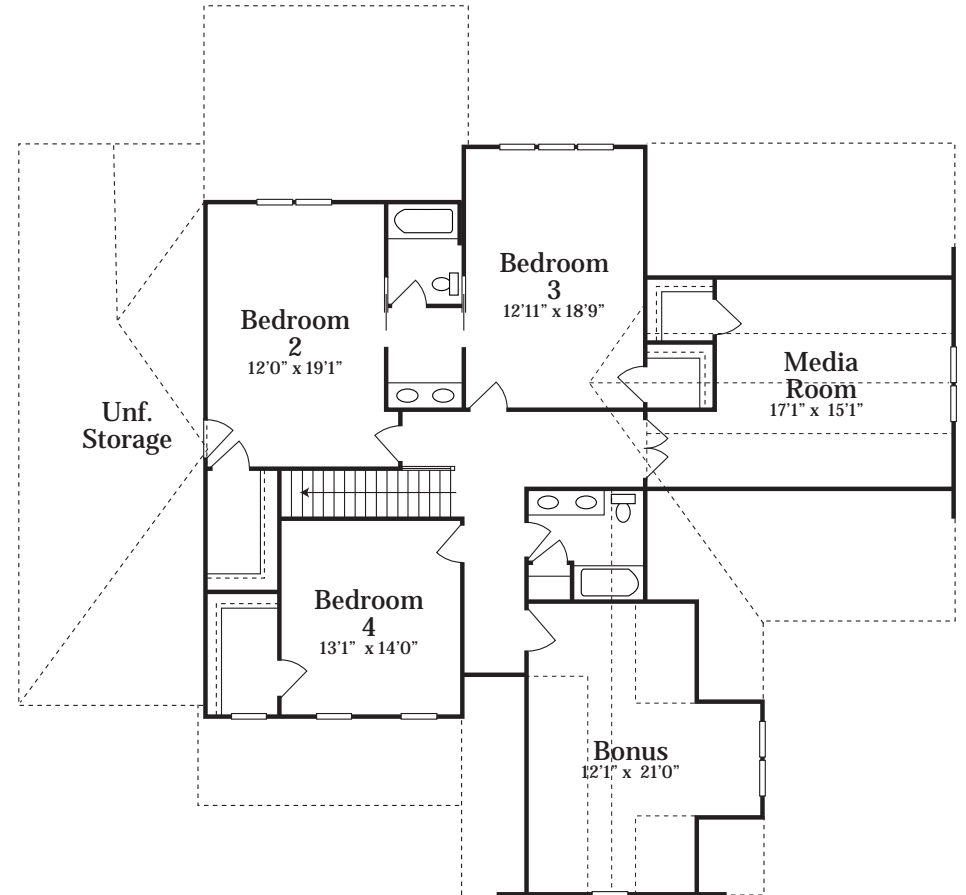 Bedroom
3
12'11" x 18'9"
Bedroom
2
12'0" x 19'1"
Media
Room
17'1" x 15'1"
Unf.
Storage
Bedroom
4
13'1" x 14'0"
Bonus
12'1" x 21'0"